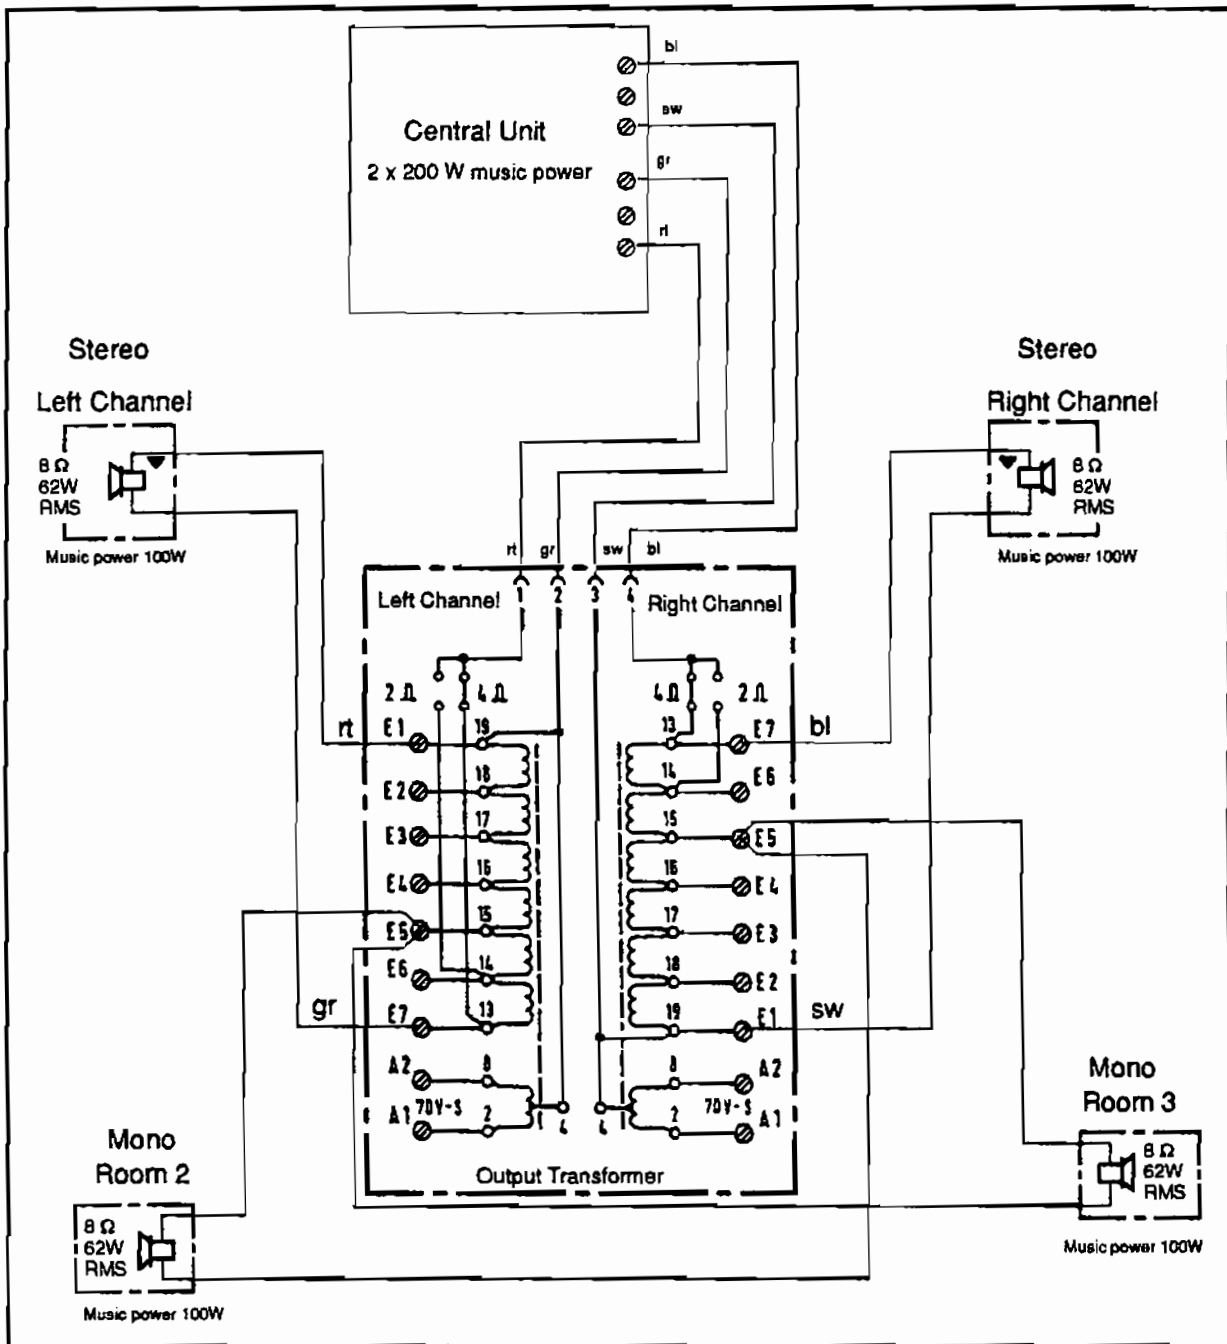 bl
Central Unit
sw
2 x 200 W music power
gr
rt
Stereo
Left Channel
8 Ω
62W
RMS
Music power 100W
Stereo
Right Channel
8 Ω
62W
RMS
Music power 100W
rt gr sw bl
1 2 3 4
Left Channel
Right Channel
2 Ω 4 Ω
4 Ω 2 Ω
rt E1 19
13 E7 bl
E2 18
14 E6
E3 17
15 E5
E4 16
16 E4
E5 15
17 E3
E6 14
18 E2
gr E7 13
19 E1 sw
A2 8
8 A2
70V-S
70V-S
A1 2 4
4 2 A1
Output Transformer
Mono
Room 2
8 Ω
62W
RMS
Music power 100W
Mono
Room 3
8 Ω
62W
RMS
Music power 100W